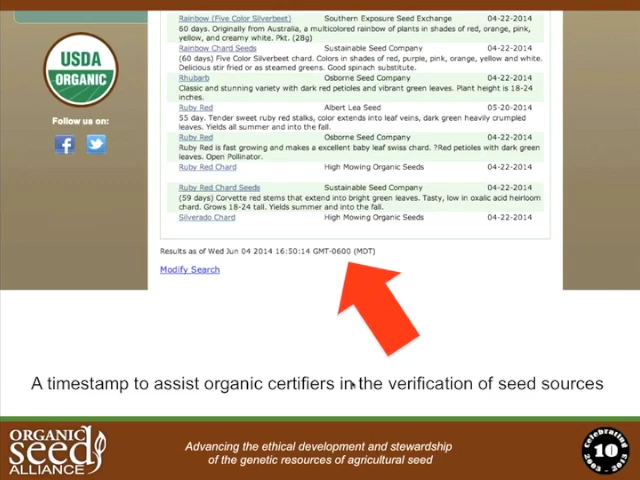 USDA
ORGANIC
Follow us on:
Rainbow (Five Color Silverbeet) Southern Exposure Seed Exchange 04-22-2014
60 days. Originally from Australia, a multicolored rainbow of plants in shades of red, orange, pink,
yellow, and creamy white. Pkt. (28g)
Rainbow Chard Seeds Sustainable Seed Company 04-22-2014
(60 days) Five Color Silverbeet chard. Colors in shades of red, purple, pink, orange, yellow and white.
Delicious stir fried or as steamed greens. Good spinach substitute.
Rhubarb Osborne Seed Company 04-22-2014
Classic and stunning variety with dark red petioles and vibrant green leaves. Plant height is 18-24
inches.
Ruby Red Albert Lea Seed 05-20-2014
55 day. Tender sweet ruby red stalks, color extends into leaf veins, dark green heavily crumpled
leaves. Yields all summer and into the fall.
Ruby Red Osborne Seed Company 04-22-2014
Ruby Red is fast growing and makes a excellent baby leaf swiss chard. ?Red petioles with dark green
leaves. Open Pollinator.
Ruby Red Chard High Mowing Organic Seeds 04-22-2014
Ruby Red Chard Seeds Sustainable Seed Company 04-22-2014
(59 days) Corvette red stems that extend into bright green leaves. Tasty, low in oxalic acid heirloom
chard. Grows 18-24 tall. Yields summer and into the fall.
Silverado Chard High Mowing Organic Seeds 04-22-2014
Results as of Wed Jun 04 2014 16:50:14 GMT-0600 (MDT)
Modify Search
A timestamp to assist organic certifiers in the verification of seed sources
ORGANIC
seed
ALLIANCE
Advancing the ethical development and stewardship
of the genetic resources of agricultural seed
Celebrating
10
2003 - 2013